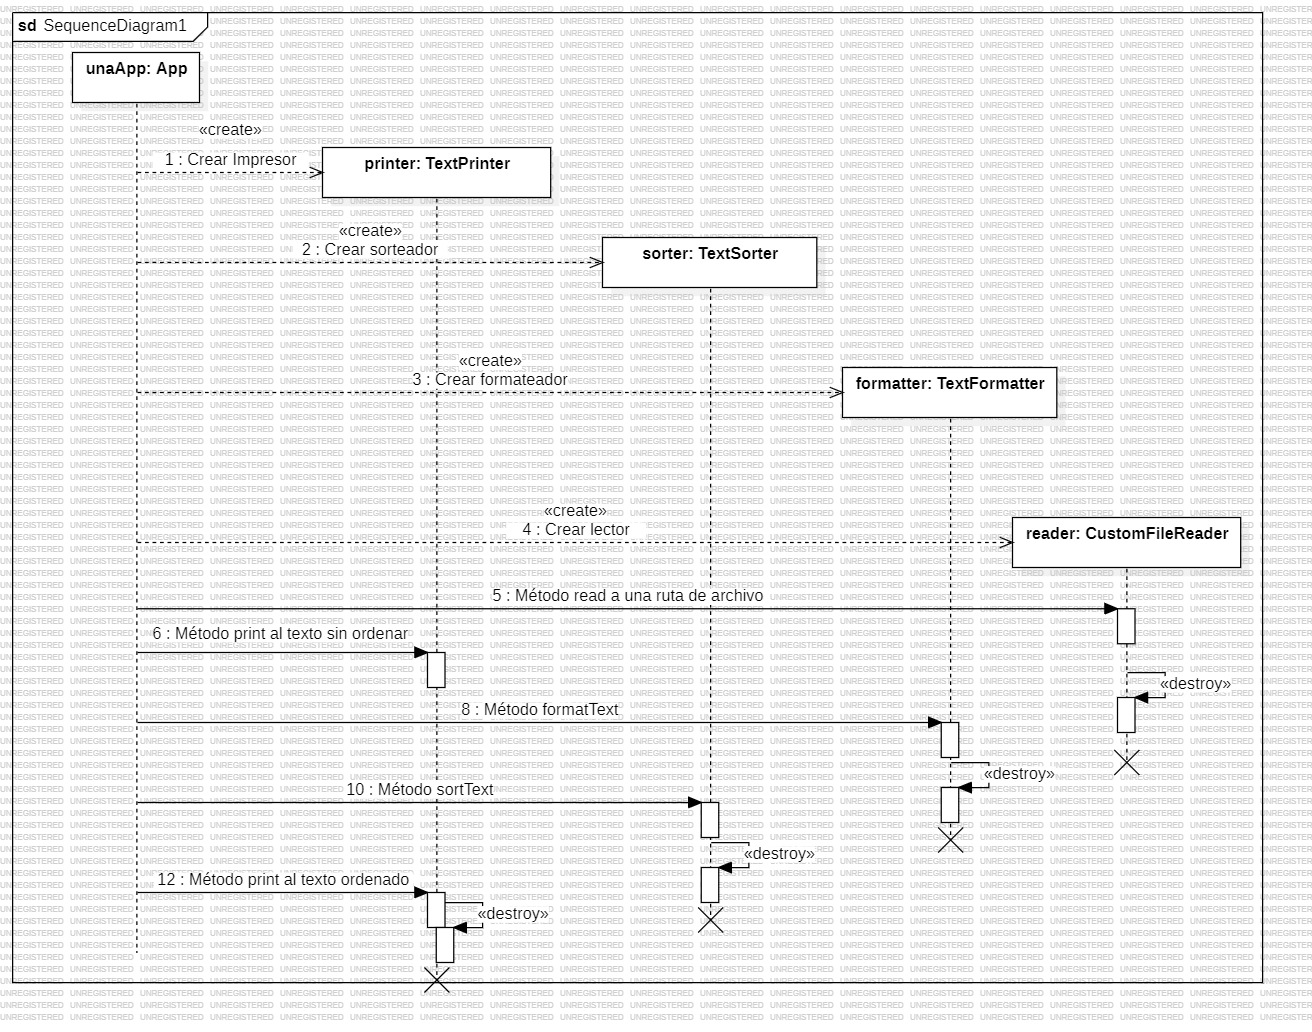 sd SequenceDiagram1
unaApp: App
«create»
1 : Crear Impresor
printer: TextPrinter
«create»
2 : Crear sorteador
sorter: TextSorter
«create»
3 : Crear formateador
formatter: TextFormatter
«create»
4 : Crear lector
reader: CustomFileReader
5 : Método read a una ruta de archivo
6 : Método print al texto sin ordenar
«destroy»
8 : Método formatText
«destroy»
10 : Método sortText
«destroy»
12 : Método print al texto ordenado
«destroy»
UNREGISTERED